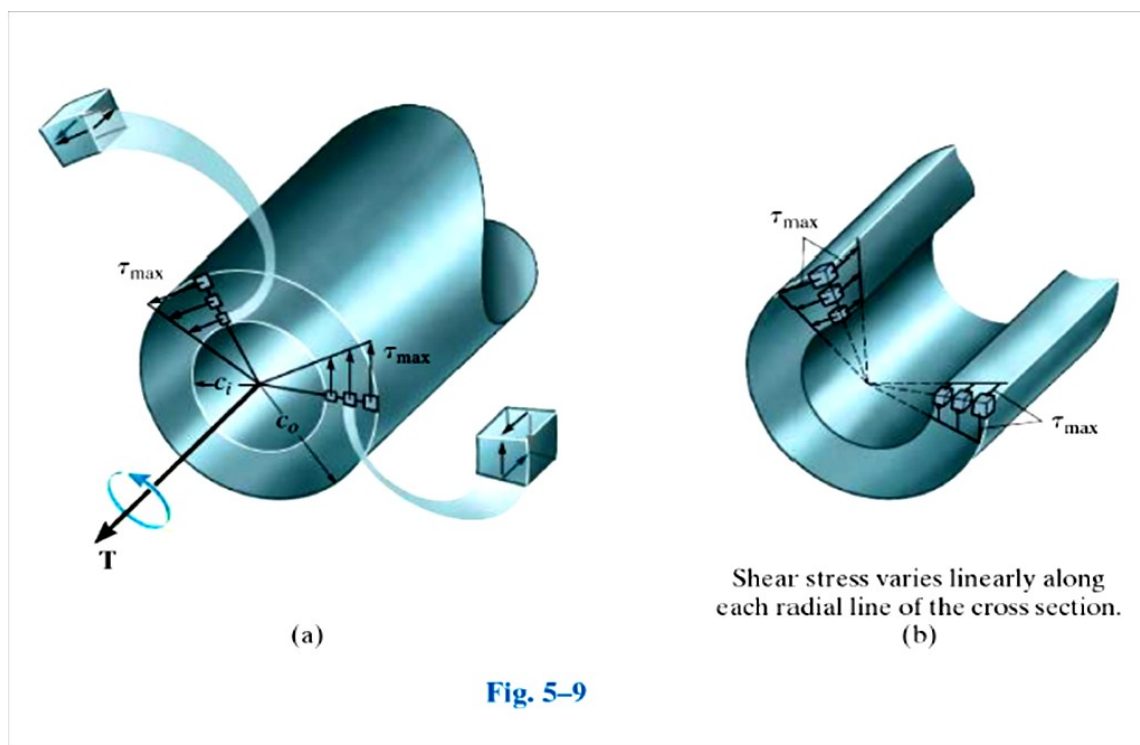 τmax
τmax
ci
co
T
(a)
τmax
τmax
Shear stress varies linearly along
each radial line of the cross section.
(b)
Fig. 5–9